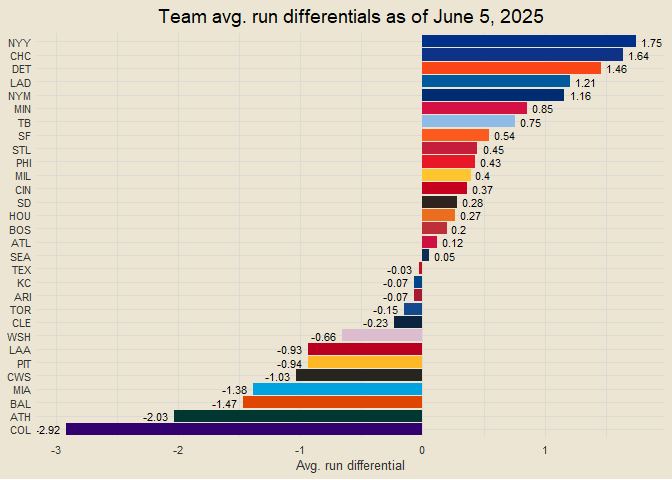 Team avg. run differentials as of June 5, 2025
NYY 1.75
CHC 1.64
DET 1.46
LAD 1.21
NYM 1.16
MIN 0.85
TB 0.75
SF 0.54
STL 0.45
PHI 0.43
MIL 0.4
CIN 0.37
SD 0.28
HOU 0.27
BOS 0.2
ATL 0.12
SEA 0.05
TEX -0.03
KC -0.07
ARI -0.07
TOR -0.15
CLE -0.23
WSH -0.66
LAA -0.93
PIT -0.94
CWS -1.03
MIA -1.38
BAL -1.47
ATH -2.03
COL -2.92
-3 -2 -1 0 1
Avg. run differential